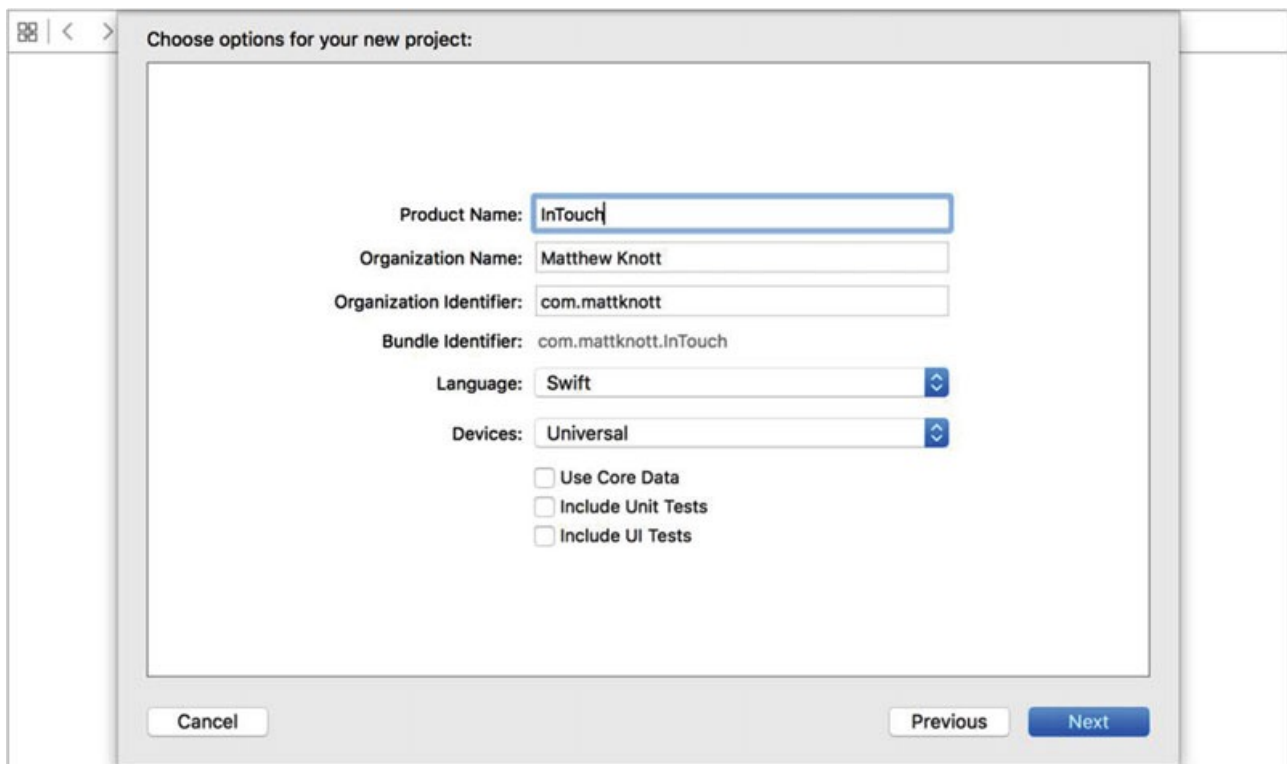 Choose options for your new project:
Product Name: InTouch
Organization Name: Matthew Knott
Organization Identifier: com.mattknott
Bundle Identifier: com.mattknott.InTouch
Language: Swift
Devices: Universal
Use Core Data
Include Unit Tests
Include UI Tests
Cancel Previous Next